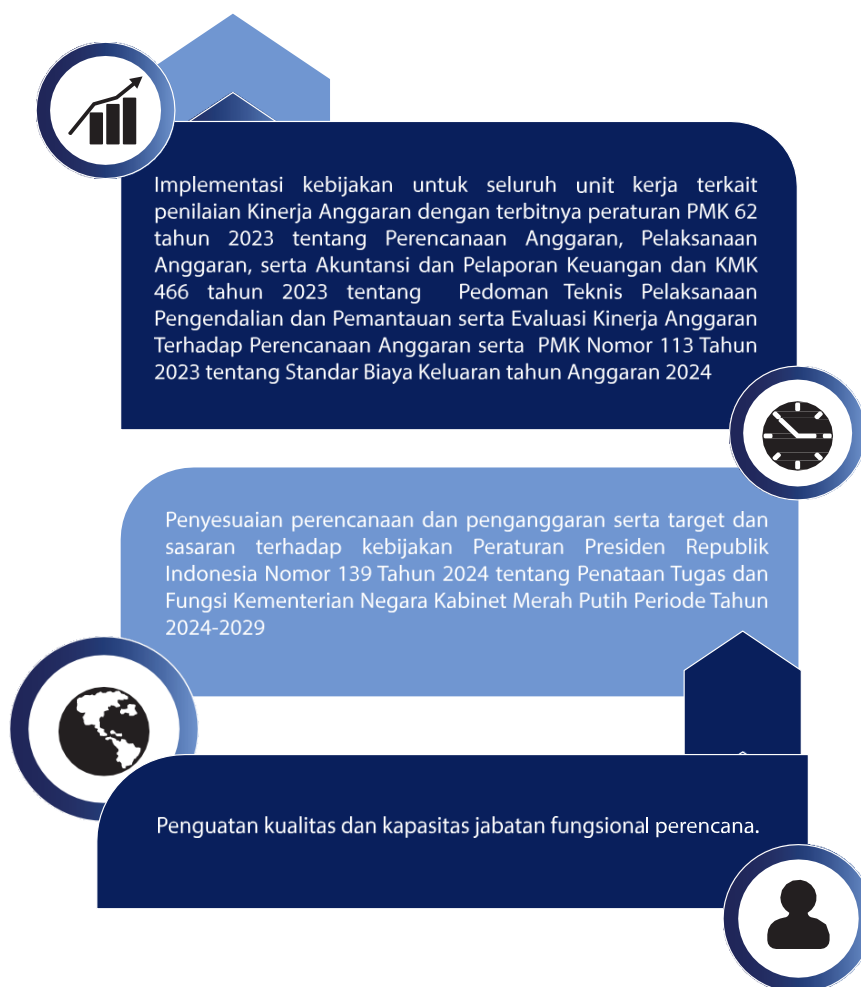 Implementasi kebijakan untuk seluruh unit kerja terkait
penilaian Kinerja Anggaran dengan terbitnya peraturan PMK 62
tahun 2023 tentang Perencanaan Anggaran, Pelaksanaan
Anggaran, serta Akuntansi dan Pelaporan Keuangan dan KMK
466 tahun 2023 tentang Pedoman Teknis Pelaksanaan
Pengendalian dan Pemantauan serta Evaluasi Kinerja Anggaran
Terhadap Perencanaan Anggaran serta PMK Nomor 113 Tahun
2023 tentang Standar Biaya Keluaran tahun Anggaran 2024
Penyesuaian perencanaan dan penganggaran serta target dan
sasaran terhadap kebijakan Peraturan Presiden Republik
Indonesia Nomor 139 Tahun 2024 tentang Penataan Tugas dan
Fungsi Kementerian Negara Kabinet Merah Putih Periode Tahun
2024-2029
Penguatan kualitas dan kapasitas jabatan fungsional perencana.